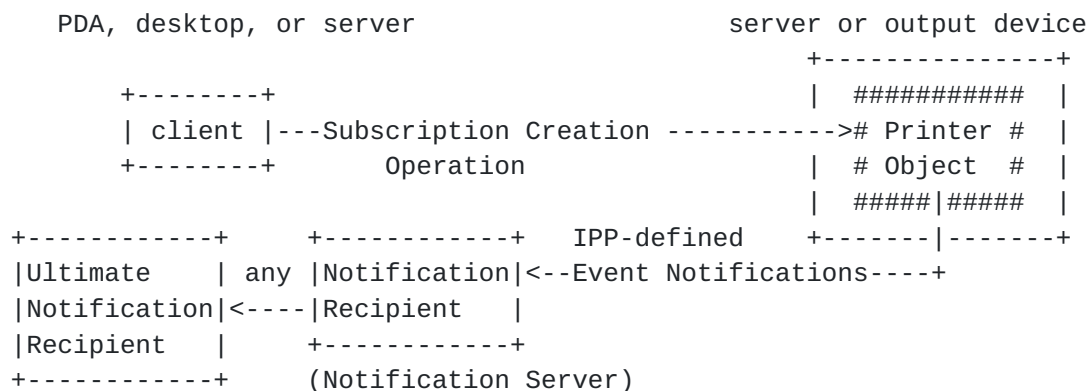 PDA, desktop, or server                    server or output device
                                                 +---------------+
       +--------+                                |  ###########  |
       | client |---Subscription Creation -----------># Printer #  |
       +--------+       Operation                |  # Object  #  |
                                                 |  #####|#####  |
+------------+     +------------+   IPP-defined    +-------|-------+
|Ultimate    | any |Notification|<--Event Notifications----+
|Notification|<----|Recipient   |
|Recipient   |     +------------+
+------------+     (Notification Server)